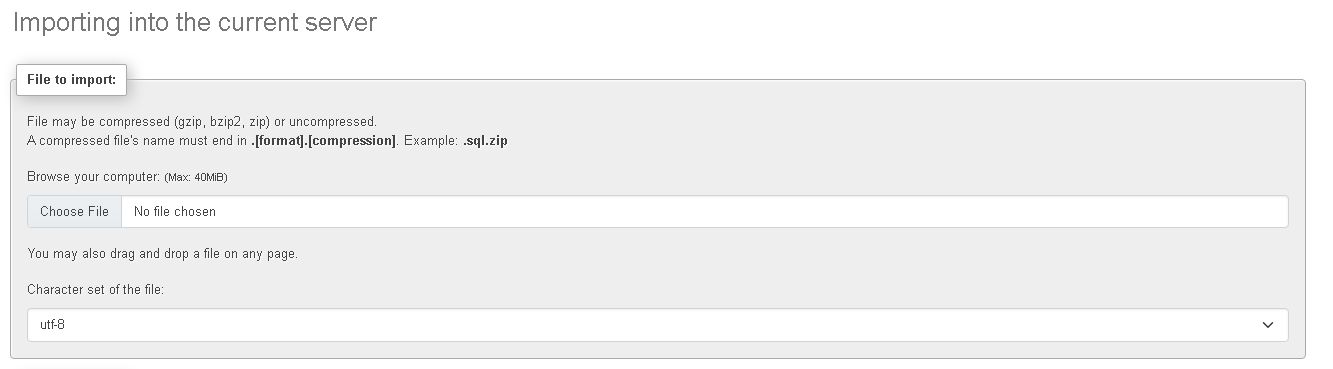 Importing into the current server
File to import:
File may be compressed (gzip, bzip2, zip) or uncompressed.
A compressed file's name must end in .[format].[compression]. Example: .sql.zip
Browse your computer: (Max: 40MiB)
Choose File No file chosen
You may also drag and drop a file on any page.
Character set of the file:
utf-8